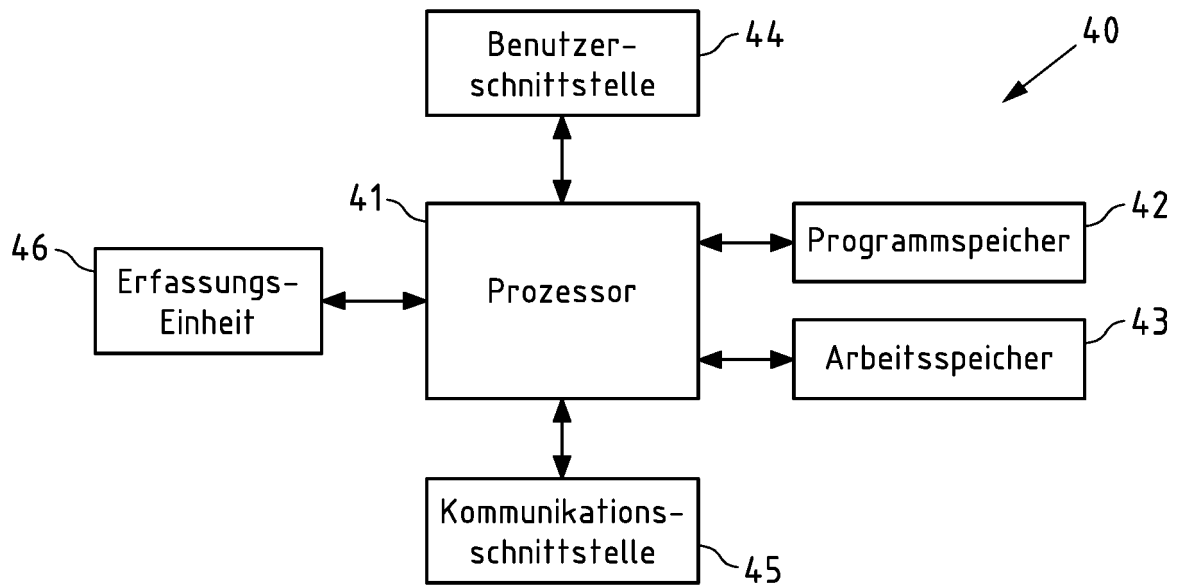 Benutzer-
schnittstelle
44
40
41
Prozessor
42
Programmspeicher
46
Erfassungs-
Einheit
43
Arbeitsspeicher
Kommunikations-
schnittstelle
45